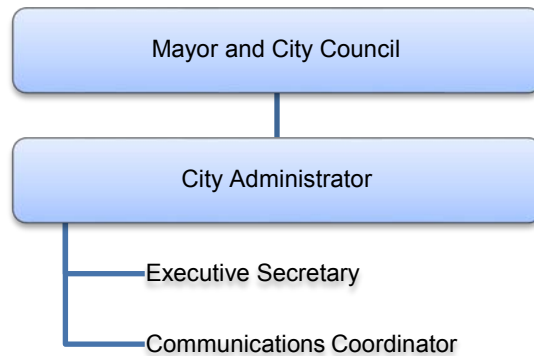 Mayor and City Council
City Administrator
Executive Secretary
Communications Coordinator